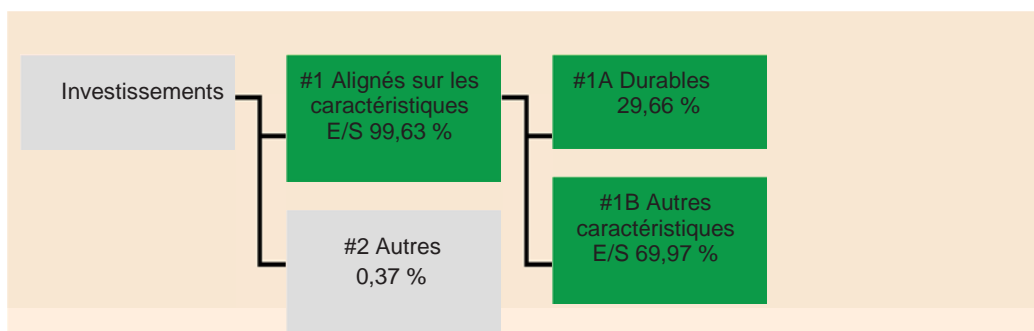 Investissements
#1 Alignés sur les
caractéristiques
E/S 99,63 %
#2 Autres
0,37 %
#1A Durables
29,66 %
#1B Autres
caractéristiques
E/S 69,97 %